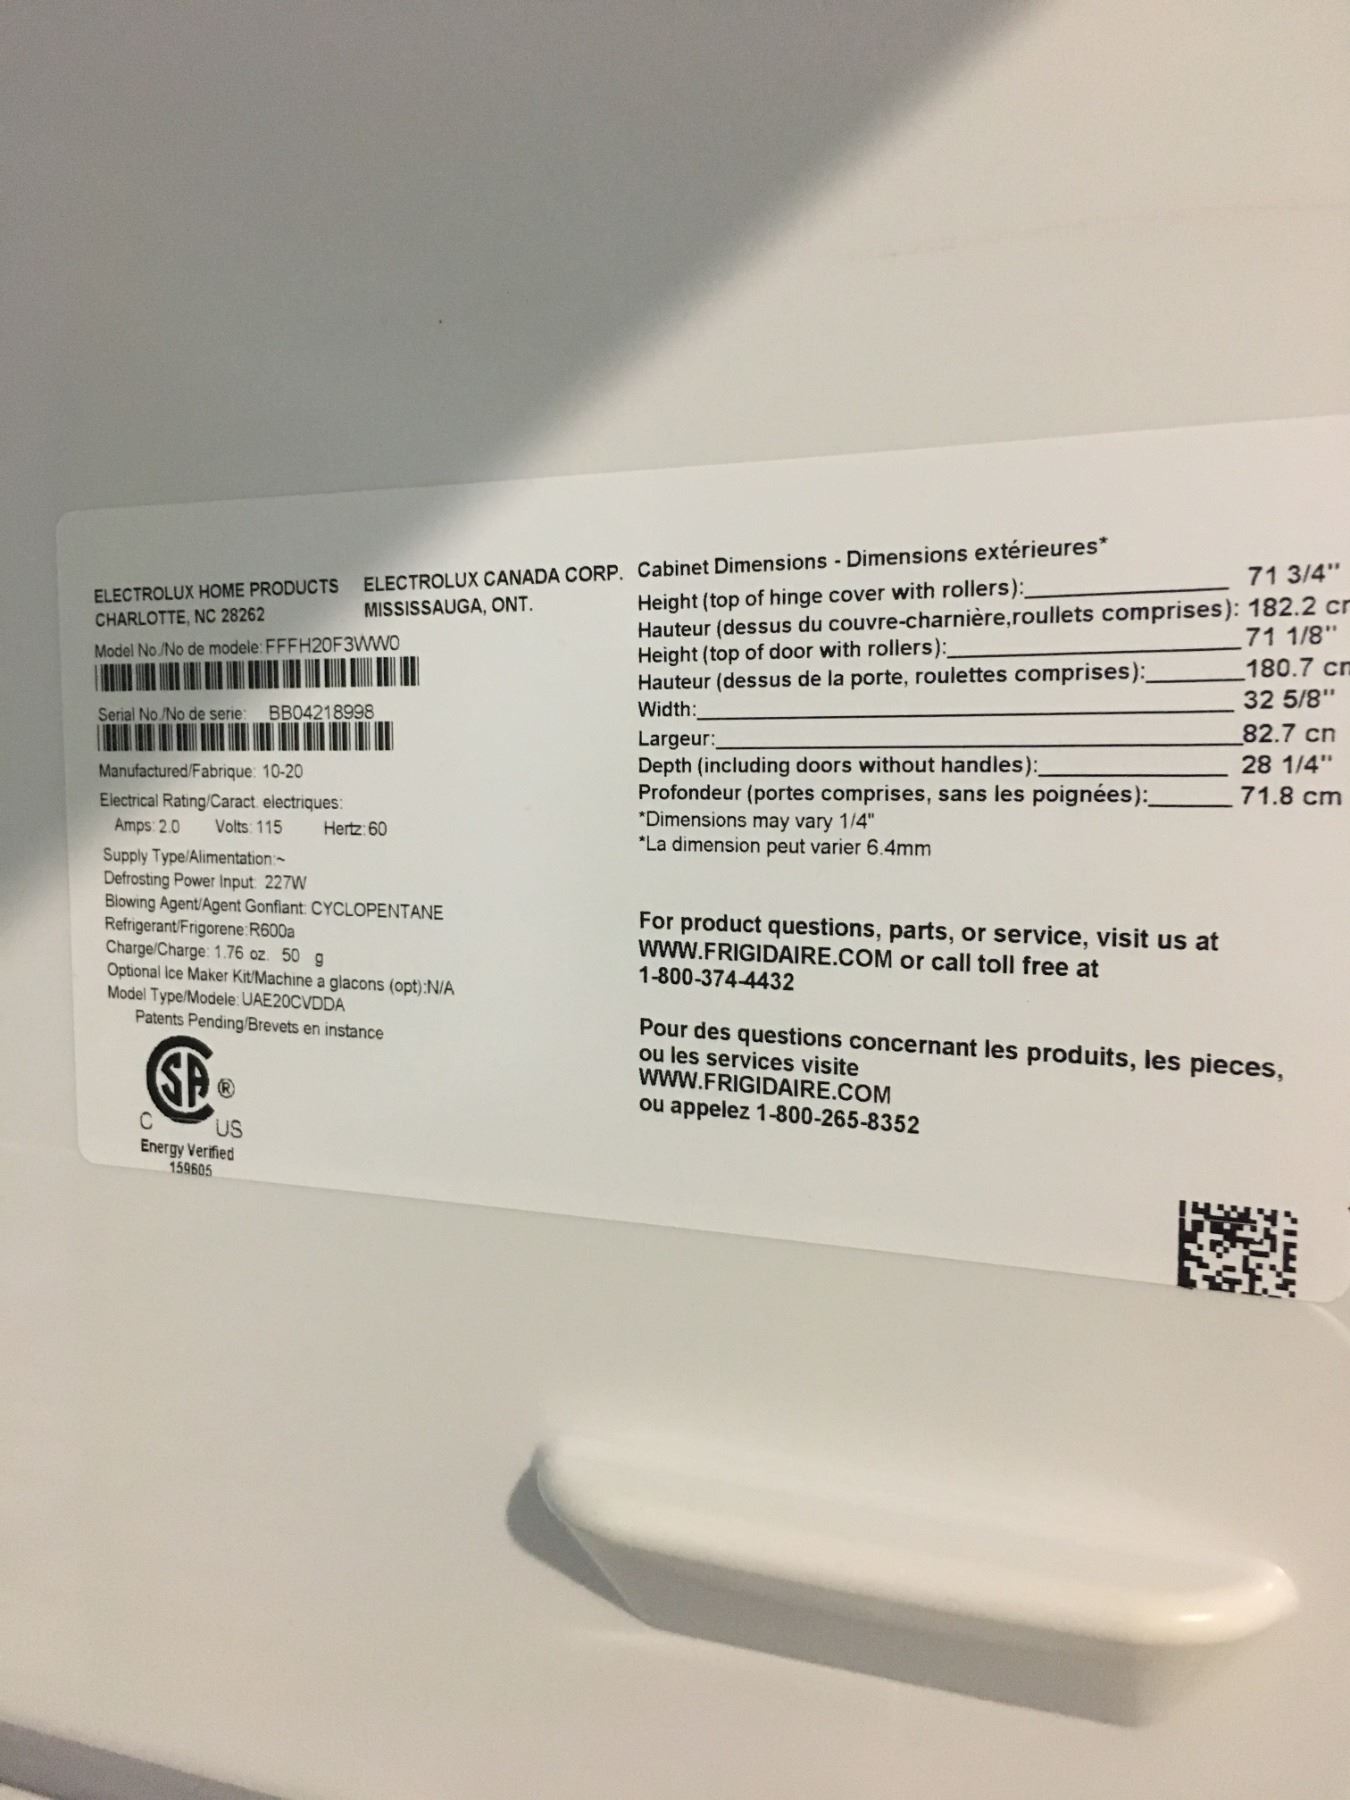 ELECTROLUX HOME PRODUCTS
CHARLOTTE, NC 28262
ELECTROLUX CANADA CORP.
MISSISSAUGA, ONT.
Model No./No de modele: FFFH20F3WW0
Serial No./No de serie: BB04218998
Manufactured/Fabrique: 10-20
Electrical Rating/Caract. electriques:
Amps: 2.0 Volts: 115 Hertz: 60
Supply Type/Alimentation:~
Defrosting Power Input: 227W
Blowing Agent/Agent Gonflant: CYCLOPENTANE
Refrigerant/Frigorene:R600a
Charge/Charge: 1.76 oz. 50 g
Optional Ice Maker Kit/Machine a glacons (opt):N/A
Model Type/Modele: UAE20CVDDA
Patents Pending/Brevets en instance
SA ®
C US
Energy Verified
159605
Cabinet Dimensions - Dimensions extérieures*
Height (top of hinge cover with rollers):_____ 71 3/4"
Hauteur (dessus du couvre-charnière,roullets comprises): 182.2 cm
Height (top of door with rollers):_____ 71 1/8"
Hauteur (dessus de la porte, roulettes comprises):_____ 180.7 cm
Width:_____ 32 5/8"
Largeur:_____ 82.7 cn
Depth (including doors without handles):_____ 28 1/4"
Profondeur (portes comprises, sans les poignées):_____ 71.8 cm
*Dimensions may vary 1/4"
*La dimension peut varier 6.4mm
For product questions, parts, or service, visit us at
WWW.FRIGIDAIRE.COM or call toll free at
1-800-374-4432
Pour des questions concernant les produits, les pieces,
ou les services visite
WWW.FRIGIDAIRE.COM
ou appelez 1-800-265-8352